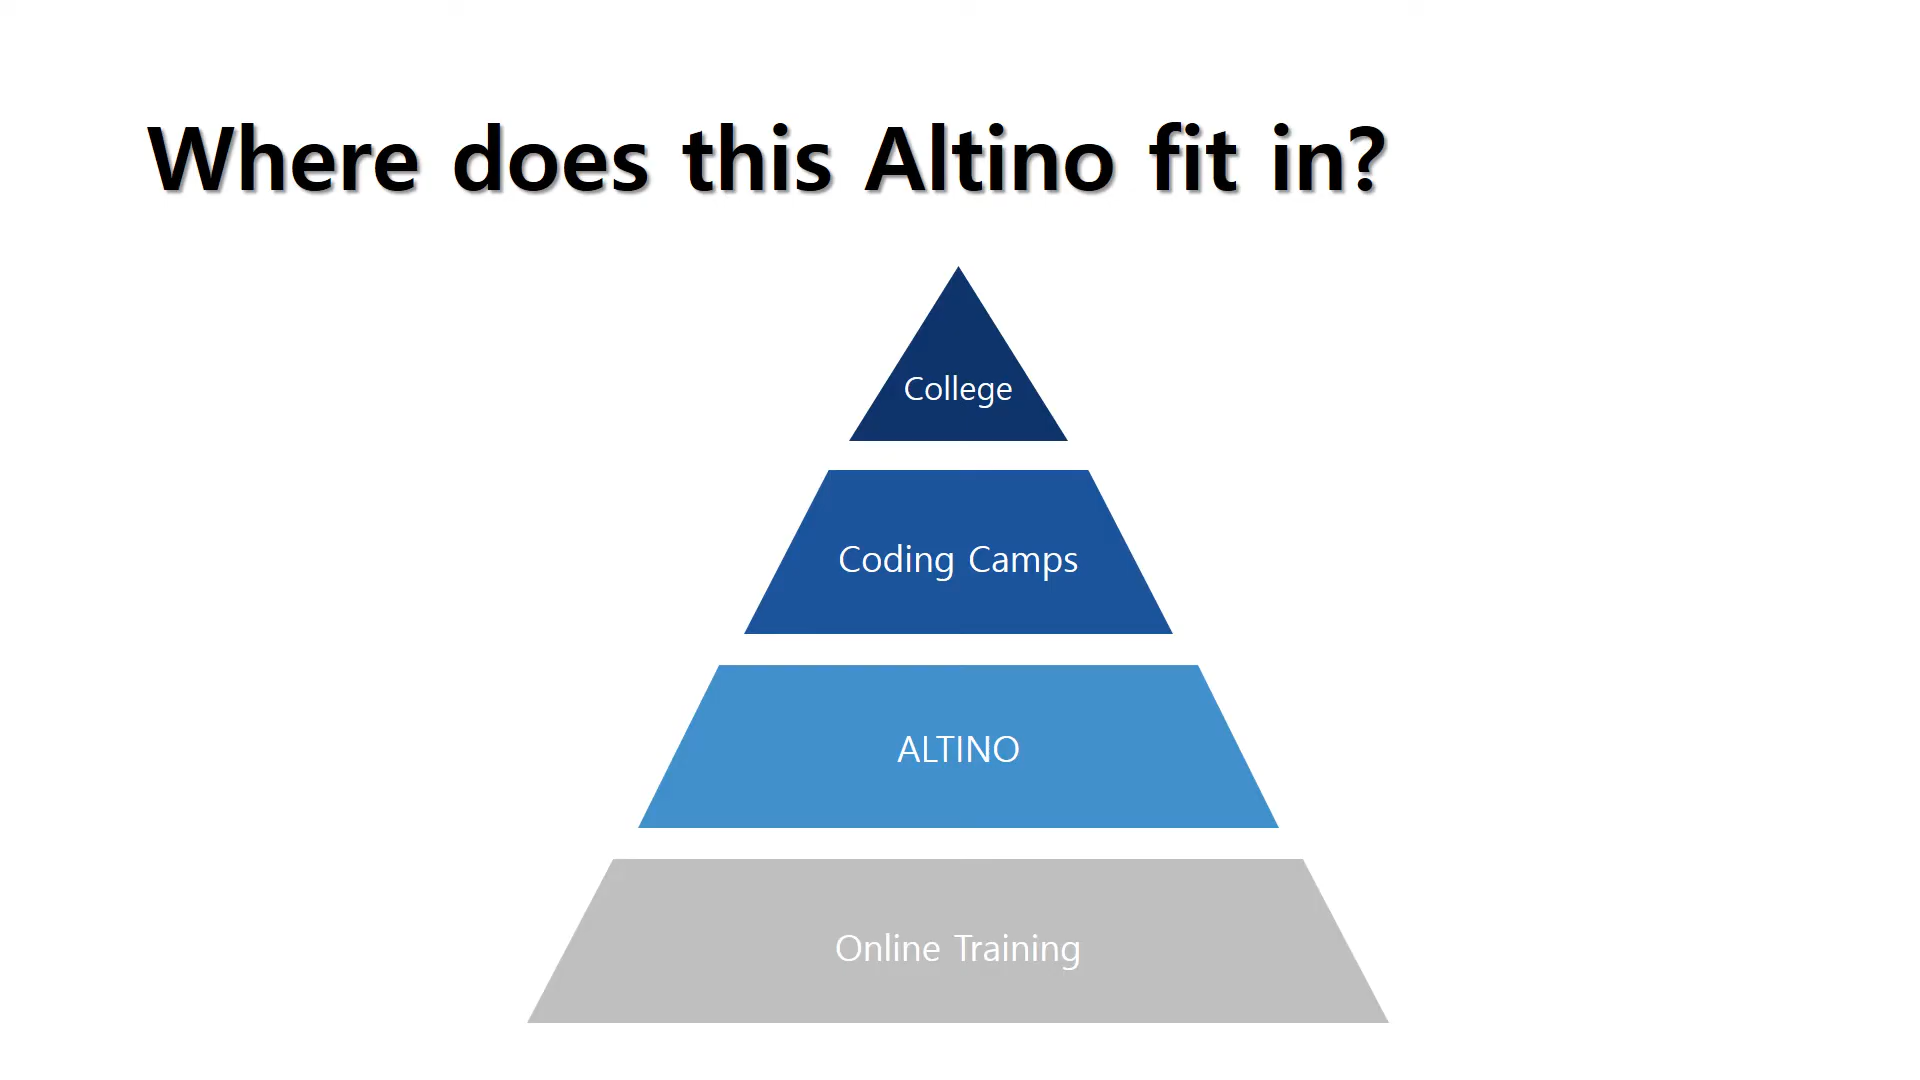 Where does this Altino fit in?
College
Coding Camps
ALTINO
Online Training